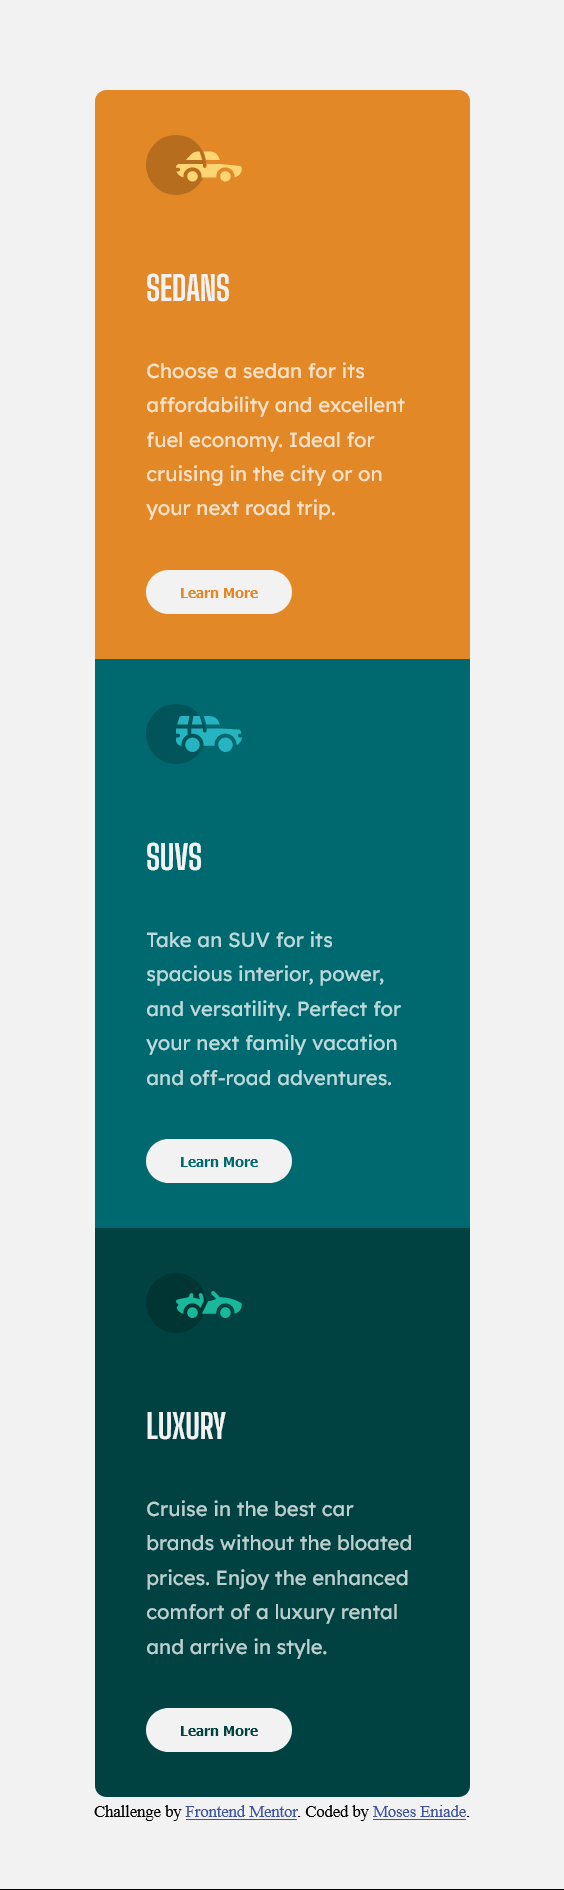 SEDANS
Choose a sedan for its
affordability and excellent
fuel economy. Ideal for
cruising in the city or on
your next road trip.
Learn More
SUVS
Take an SUV for its
spacious interior, power,
and versatility. Perfect for
your next family vacation
and off-road adventures.
Learn More
LUXURY
Cruise in the best car
brands without the bloated
prices. Enjoy the enhanced
comfort of a luxury rental
and arrive in style.
Learn More
Challenge by Frontend Mentor. Coded by Moses Eniade.